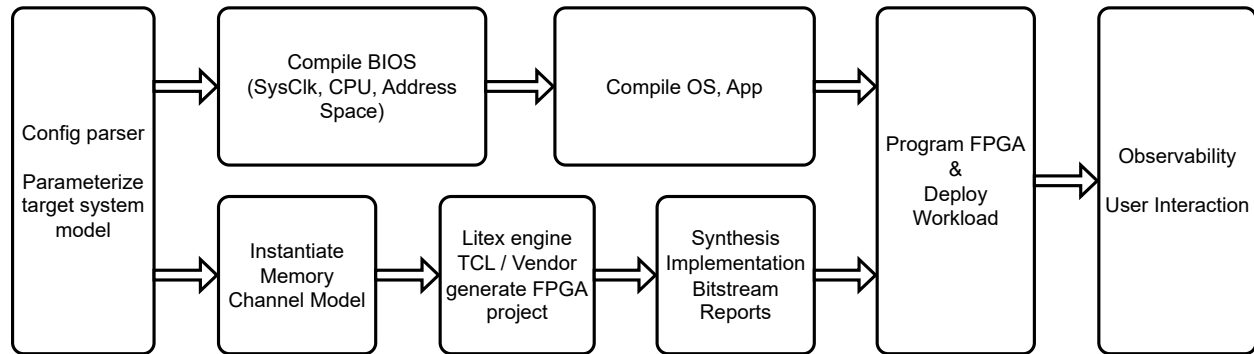 Config parser
Parameterize
target system
model
Compile BIOS
(SysClk, CPU, Address
Space)
Compile OS, App
Instantiate
Memory
Channel Model
Litex engine
TCL / Vendor
generate FPGA
project
Synthesis
Implementation
Bitstream
Reports
Program FPGA
&
Deploy
Workload
Observability
User Interaction